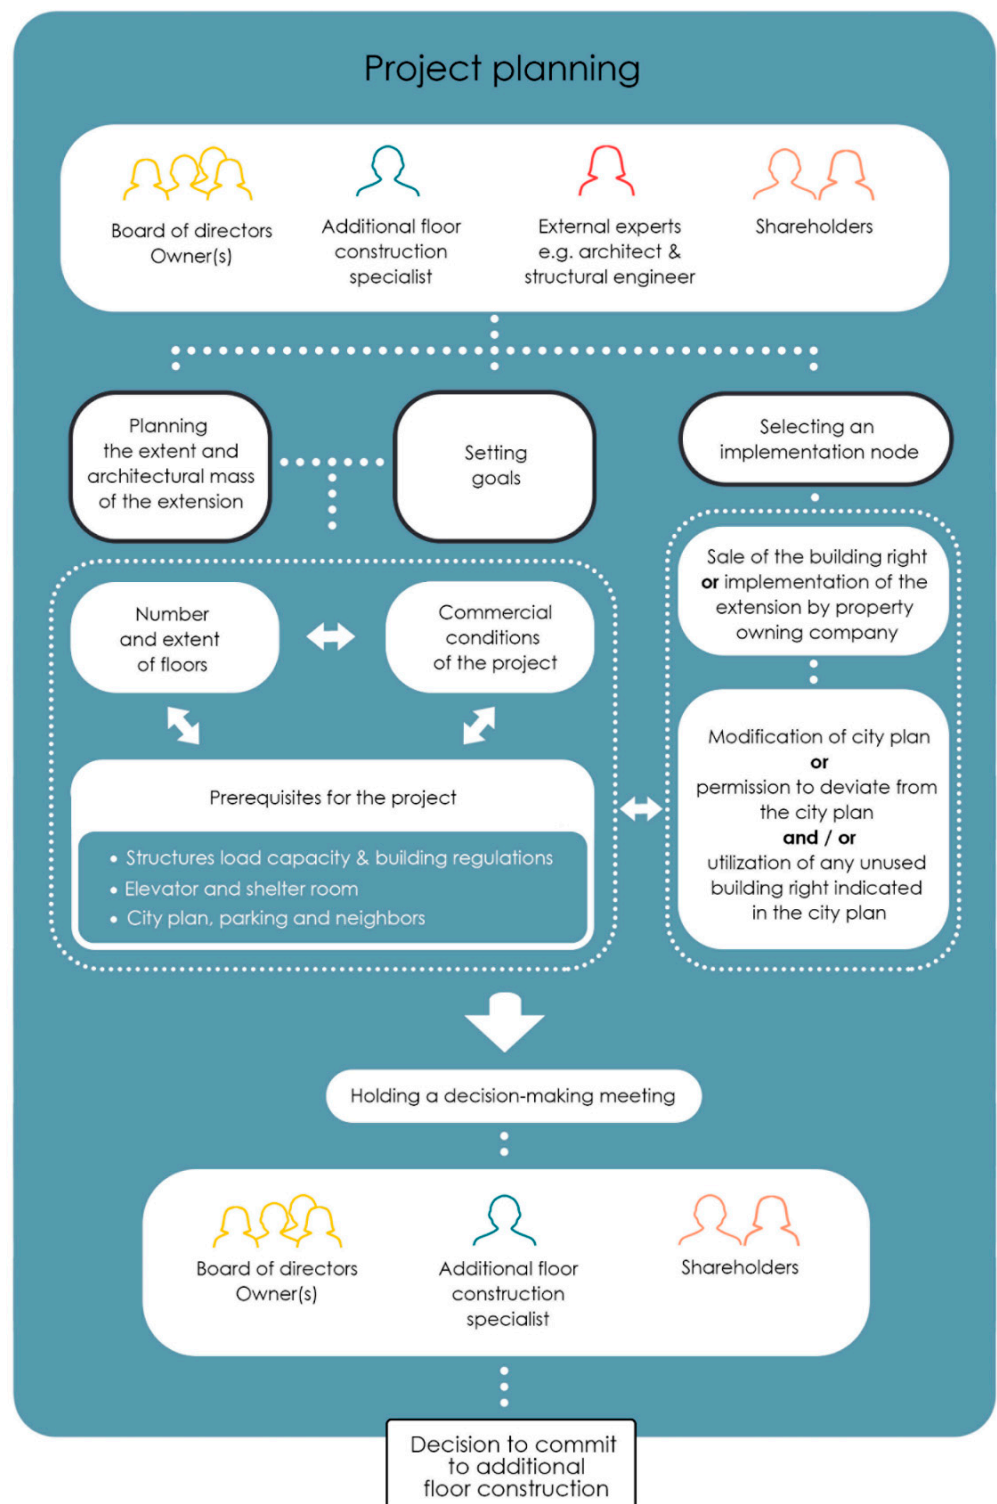 Project planning
Board of directors
Owner(s)
Additional floor
construction
specialist
External experts
e.g. architect &
structural engineer
Shareholders
Planning
the extent and
architectural mass
of the extension
Setting
goals
Selecting an
implementation node
Number
and extent
of floors
Commercial
conditions
of the project
Prerequisites for the project
• Structures load capacity & building regulations
• Elevator and shelter room
• City plan, parking and neighbors
Sale of the building right
or implementation of the
extension by property
owning company
Modification of city plan
or
permission to deviate from
the city plan
and / or
utilization of any unused
building right indicated
in the city plan
Holding a decision-making meeting
Board of directors
Owner(s)
Additional floor
construction
specialist
Shareholders
Decision to commit
to additional
floor construction